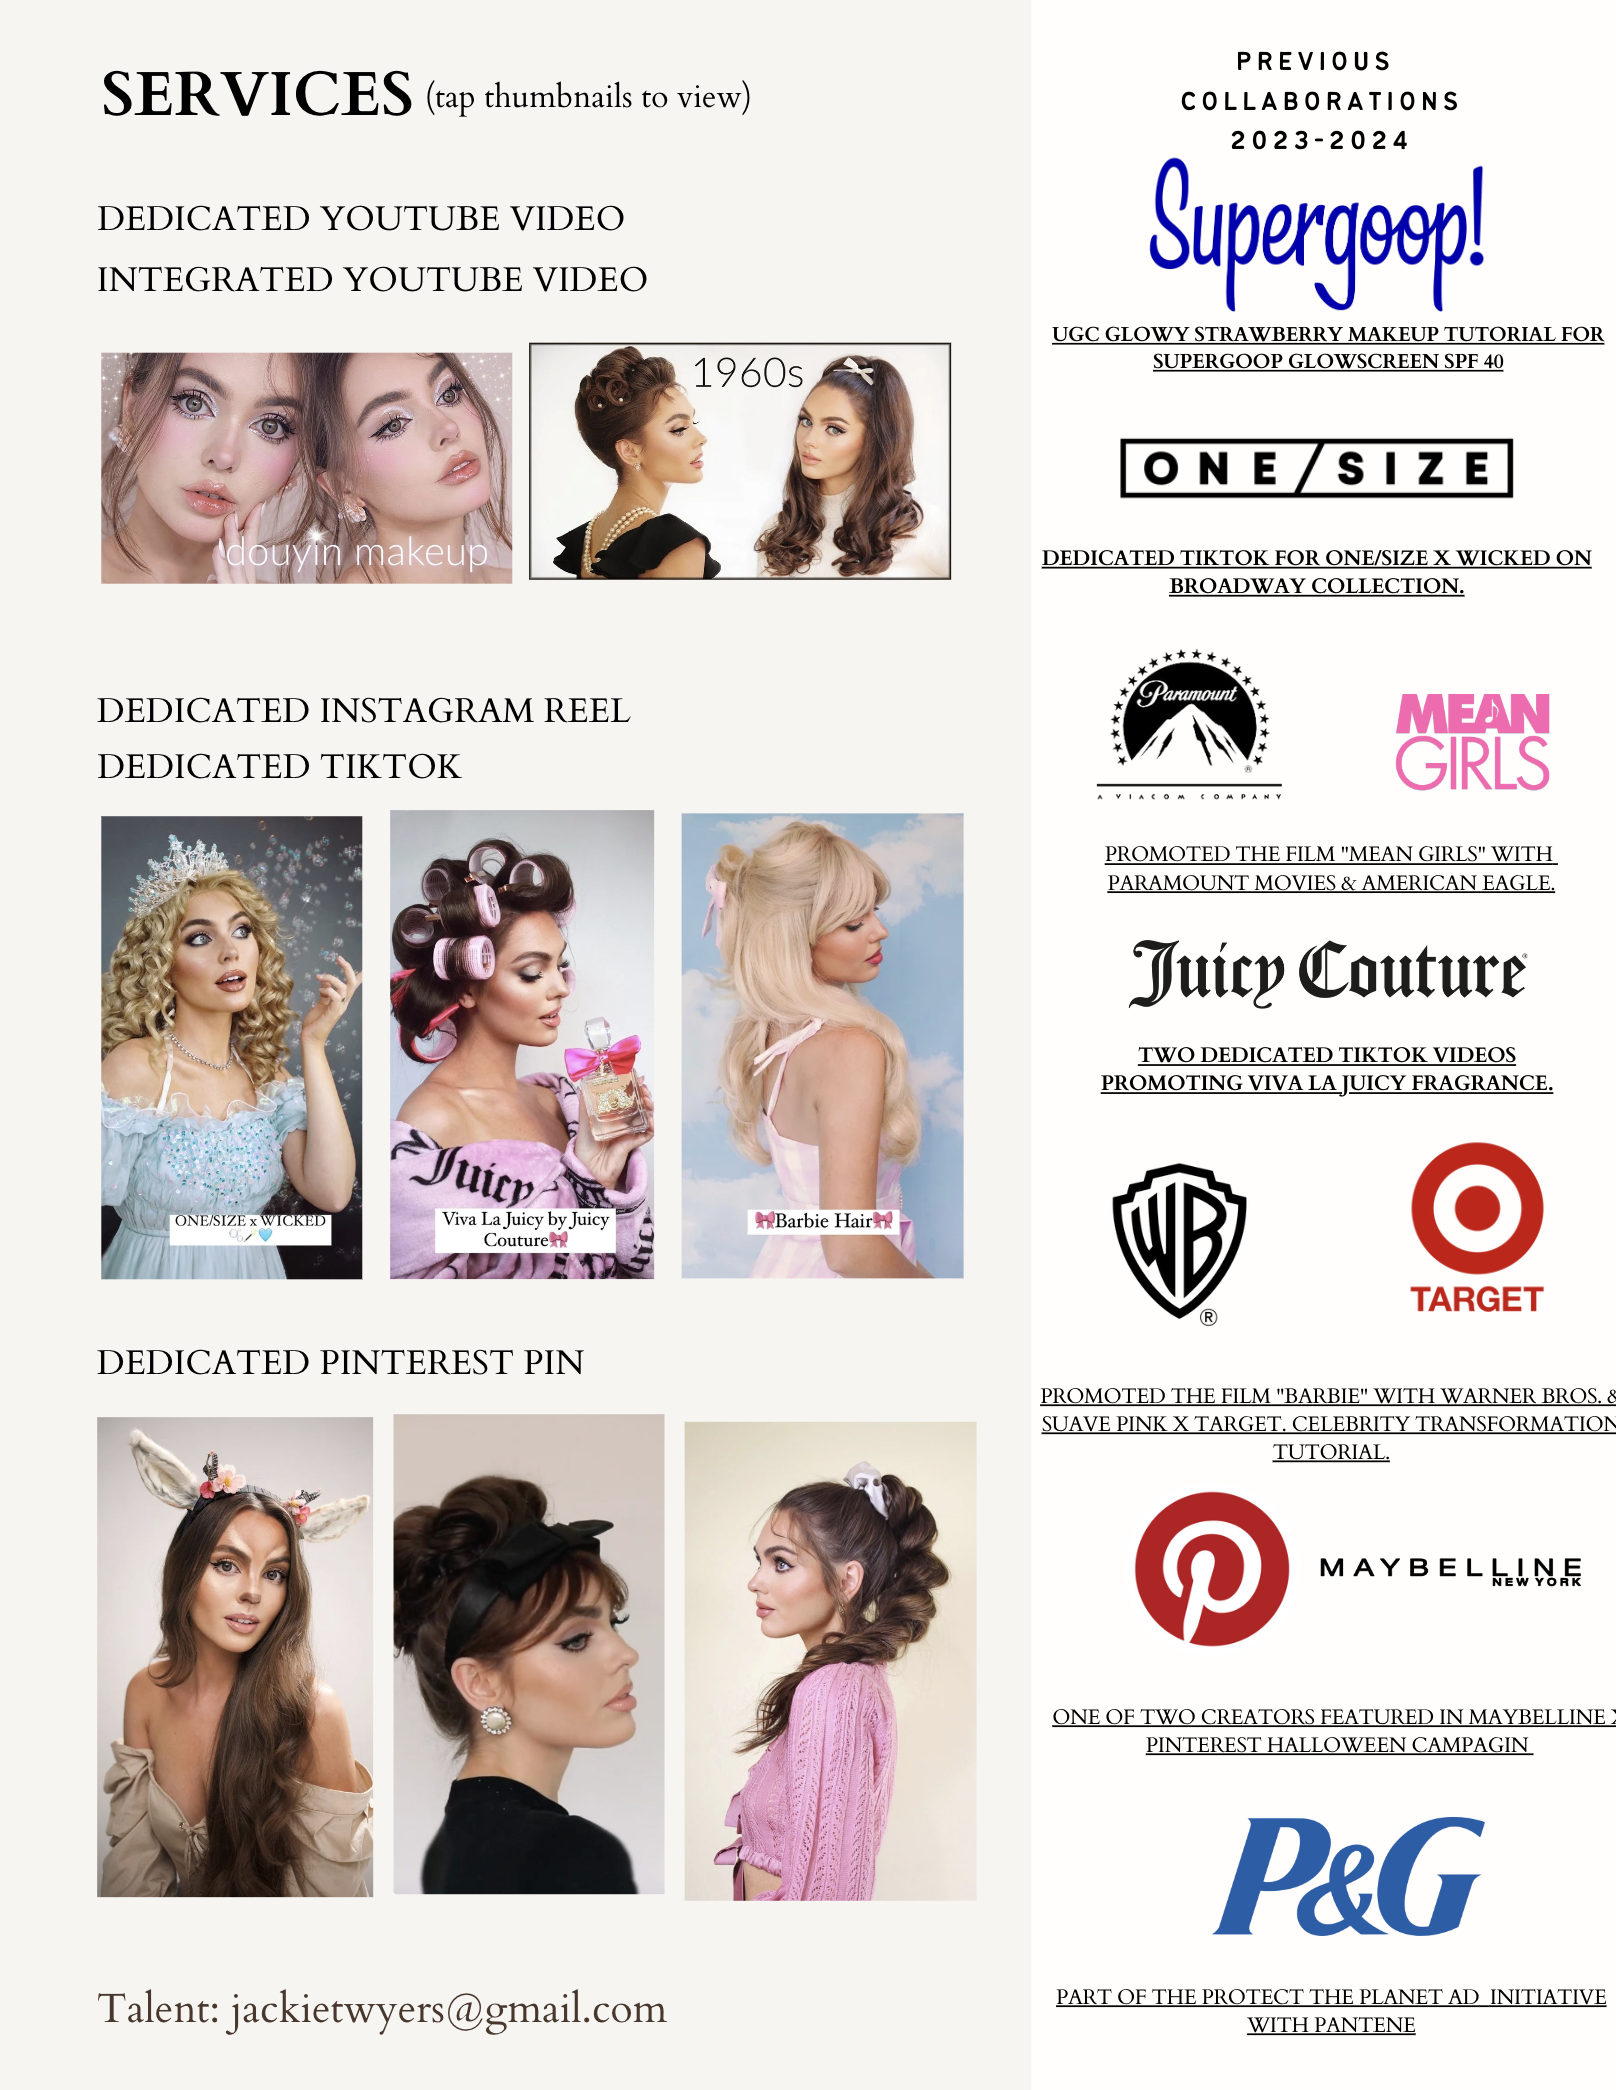 SERVICES (tap thumbnails to view)
DEDICATED YOUTUBE VIDEO
INTEGRATED YOUTUBE VIDEO
douyin makeup
1960s
DEDICATED INSTAGRAM REEL
DEDICATED TIKTOK
ONE/SIZE x WICKED
🫧🪄🩵
Juicy
Viva La Juicy by Juicy
Couture🎀
🎀Barbie Hair🎀
DEDICATED PINTEREST PIN
Talent: jackietwyers@gmail.com
PREVIOUS
COLLABORATIONS
2023-2024
Supergoop!
UGC GLOWY STRAWBERRY MAKEUP TUTORIAL FOR
SUPERGOOP GLOWSCREEN SPF 40
ONE/SIZE
DEDICATED TIKTOK FOR ONE/SIZE X WICKED ON
BROADWAY COLLECTION.
Paramount
®
A VIACOM COMPANY
MEAN
GIRLS
PROMOTED THE FILM "MEAN GIRLS" WITH
PARAMOUNT MOVIES & AMERICAN EAGLE.
Juicy Couture
TWO DEDICATED TIKTOK VIDEOS
PROMOTING VIVA LA JUICY FRAGRANCE.
WB
®
TARGET
PROMOTED THE FILM "BARBIE" WITH WARNER BROS. &
SUAVE PINK X TARGET. CELEBRITY TRANSFORMATION
TUTORIAL.
MAYBELLINE
NEW YORK
ONE OF TWO CREATORS FEATURED IN MAYBELLINE X
PINTEREST HALLOWEEN CAMPAGIN
P&G
PART OF THE PROTECT THE PLANET AD INITIATIVE
WITH PANTENE